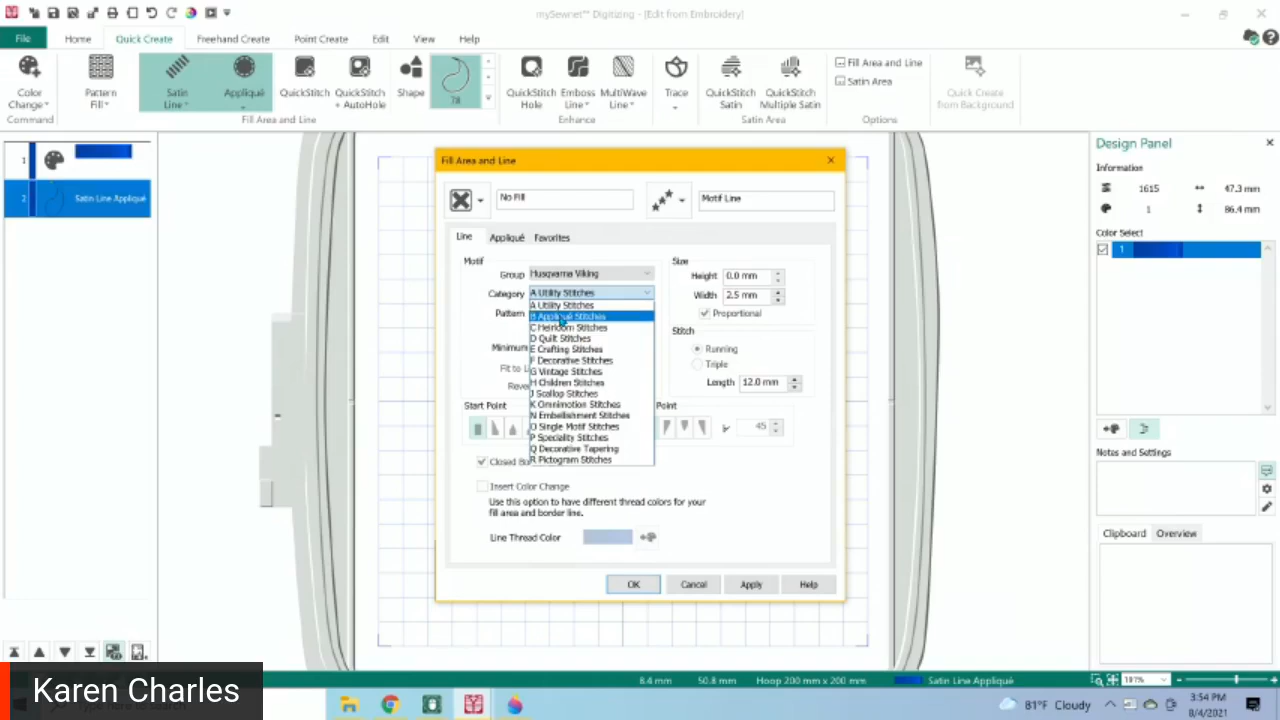 mySewnet™ Digitizing - [Edit from Embroidery]
File Home Quick Create Freehand Create Point Create Edit View Help
Color Change
Pattern Fill
Satin Line
Appliqué
QuickStitch
QuickStitch + AutoHole
Shape
78
QuickStitch Hole
Emboss Line
MultiWave Line
Trace
QuickStitch Satin
QuickStitch Multiple Satin
Fill Area and Line
Satin Area
Quick Create from Background
Command
Fill Area and Line
Enhance
Satin Area
Options
1
2 Satin Line Appliqué
Fill Area and Line
No Fill
Motif Line
Line Appliqué Favorites
Motif
Group Husqvarna Viking
Category A Utility Stitches
A Utility Stitches
B Appliqué Stitches
C Heirloom Stitches
D Quilt Stitches
E Crafting Stitches
F Decorative Stitches
G Vintage Stitches
H Children Stitches
J Scallop Stitches
K Omnimotion Stitches
N Embellishment Stitches
O Single Motif Stitches
P Speciality Stitches
Q Decorative Tapering
R Pictogram Stitches
Pattern
Minimum
Fit to L
Rever
Size
Height 0.0 mm
Width 2.5 mm
Proportional
Stitch
Running
Triple
Length 12.0 mm
Start Point
Point
45
Closed Bo
Insert Color Change
Use this option to have different thread colors for your
fill area and border line.
Line Thread Color
OK Cancel Apply Help
Design Panel
Information
1615 47.3 mm
1 86.4 mm
Color Select
1
Notes and Settings
Clipboard Overview
8.4 mm 50.8 mm Hoop 200 mm x 200 mm Satin Line Appliqué
Karen Charles
81°F Cloudy
3:54 PM
8/4/2021